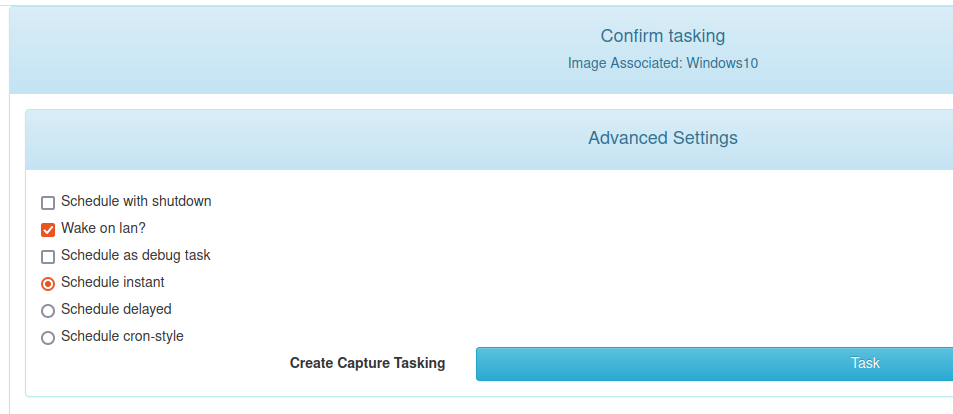 Confirm tasking
Image Associated: Windows10
Advanced Settings
Schedule with shutdown
Wake on lan?
Schedule as debug task
Schedule instant
Schedule delayed
Schedule cron-style
Create Capture Tasking Task